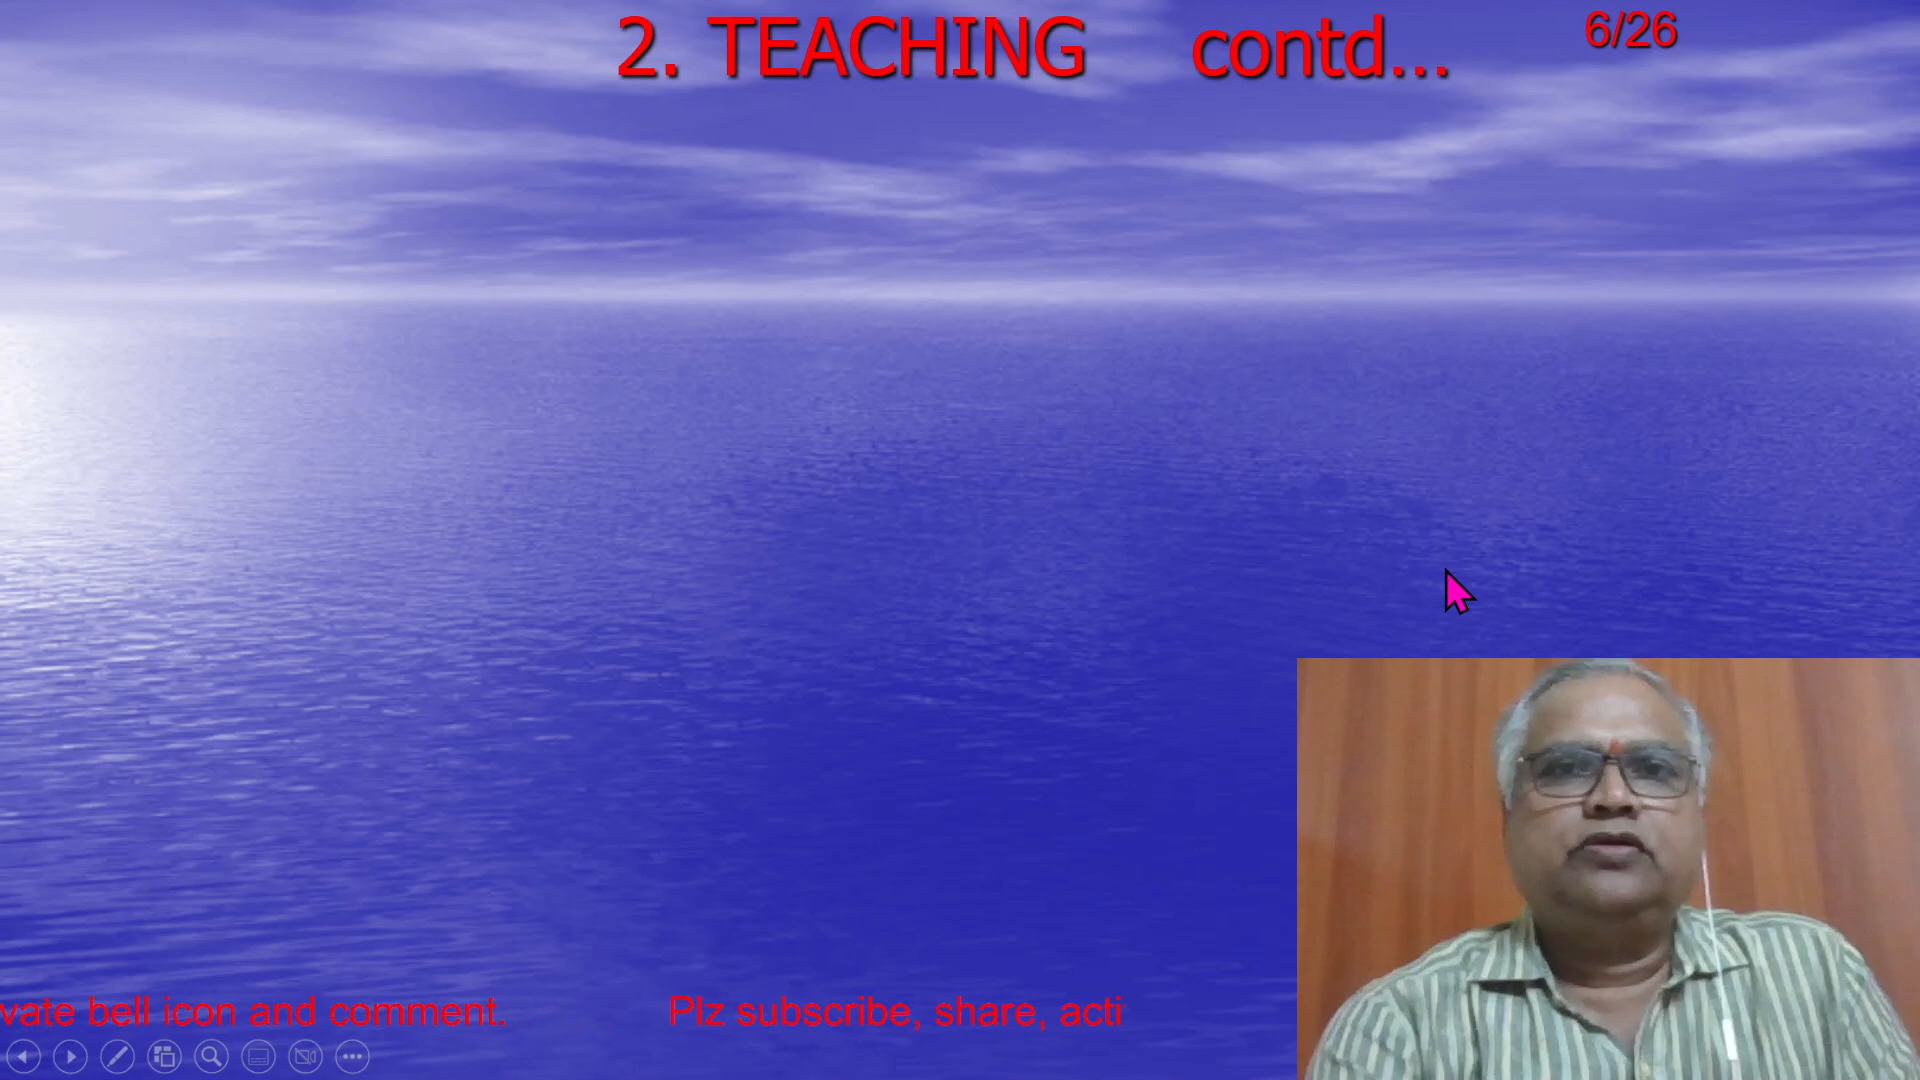 2. TEACHING contd...
6/26
vate bell icon and comment. Plz subscribe, share, acti